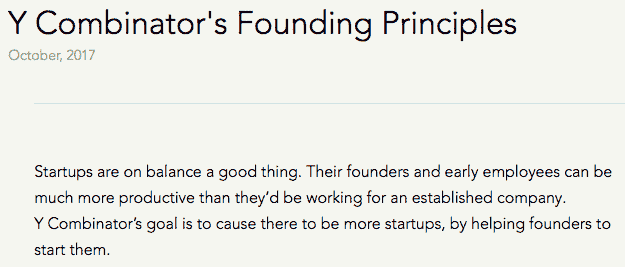 Y Combinator's Founding Principles
October, 2017
Startups are on balance a good thing. Their founders and early employees can be
much more productive than they’d be working for an established company.
Y Combinator’s goal is to cause there to be more startups, by helping founders to
start them.